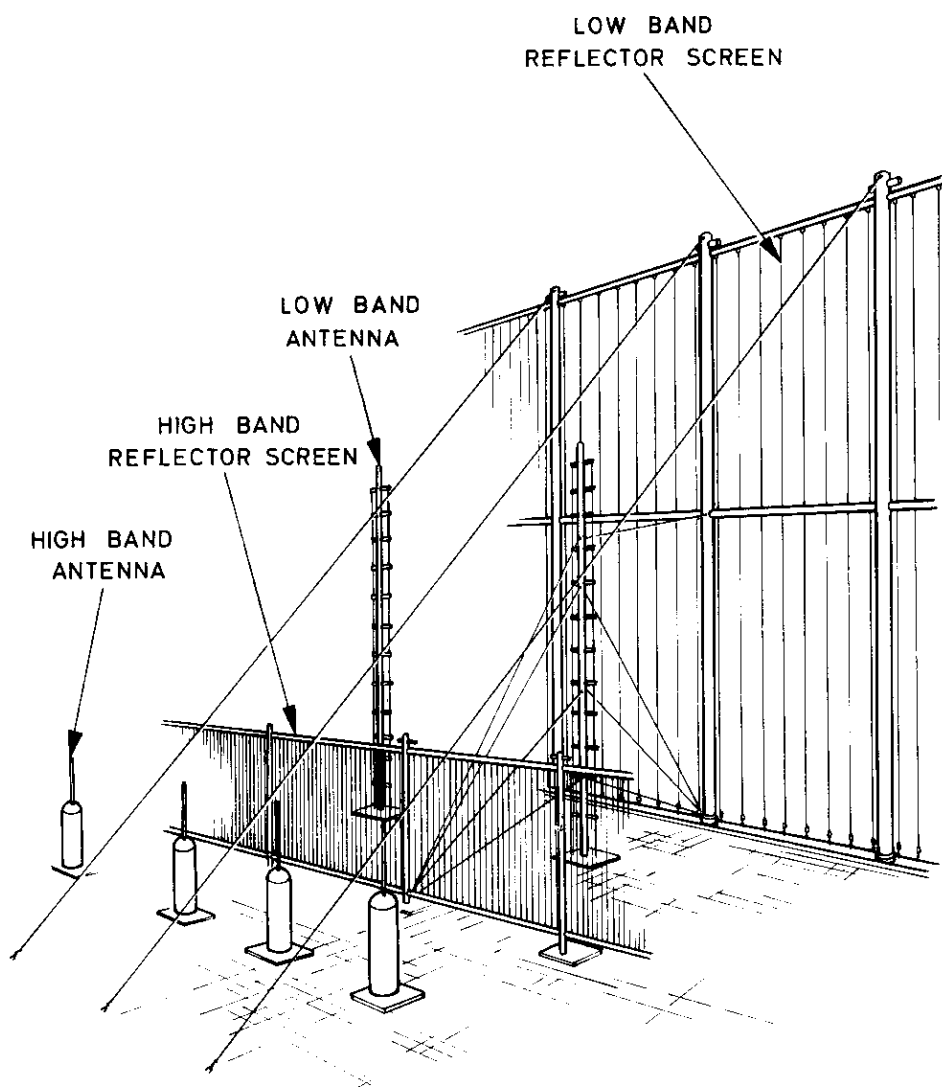 LOW BAND
REFLECTOR SCREEN
LOW BAND
ANTENNA
HIGH BAND
REFLECTOR SCREEN
HIGH BAND
ANTENNA